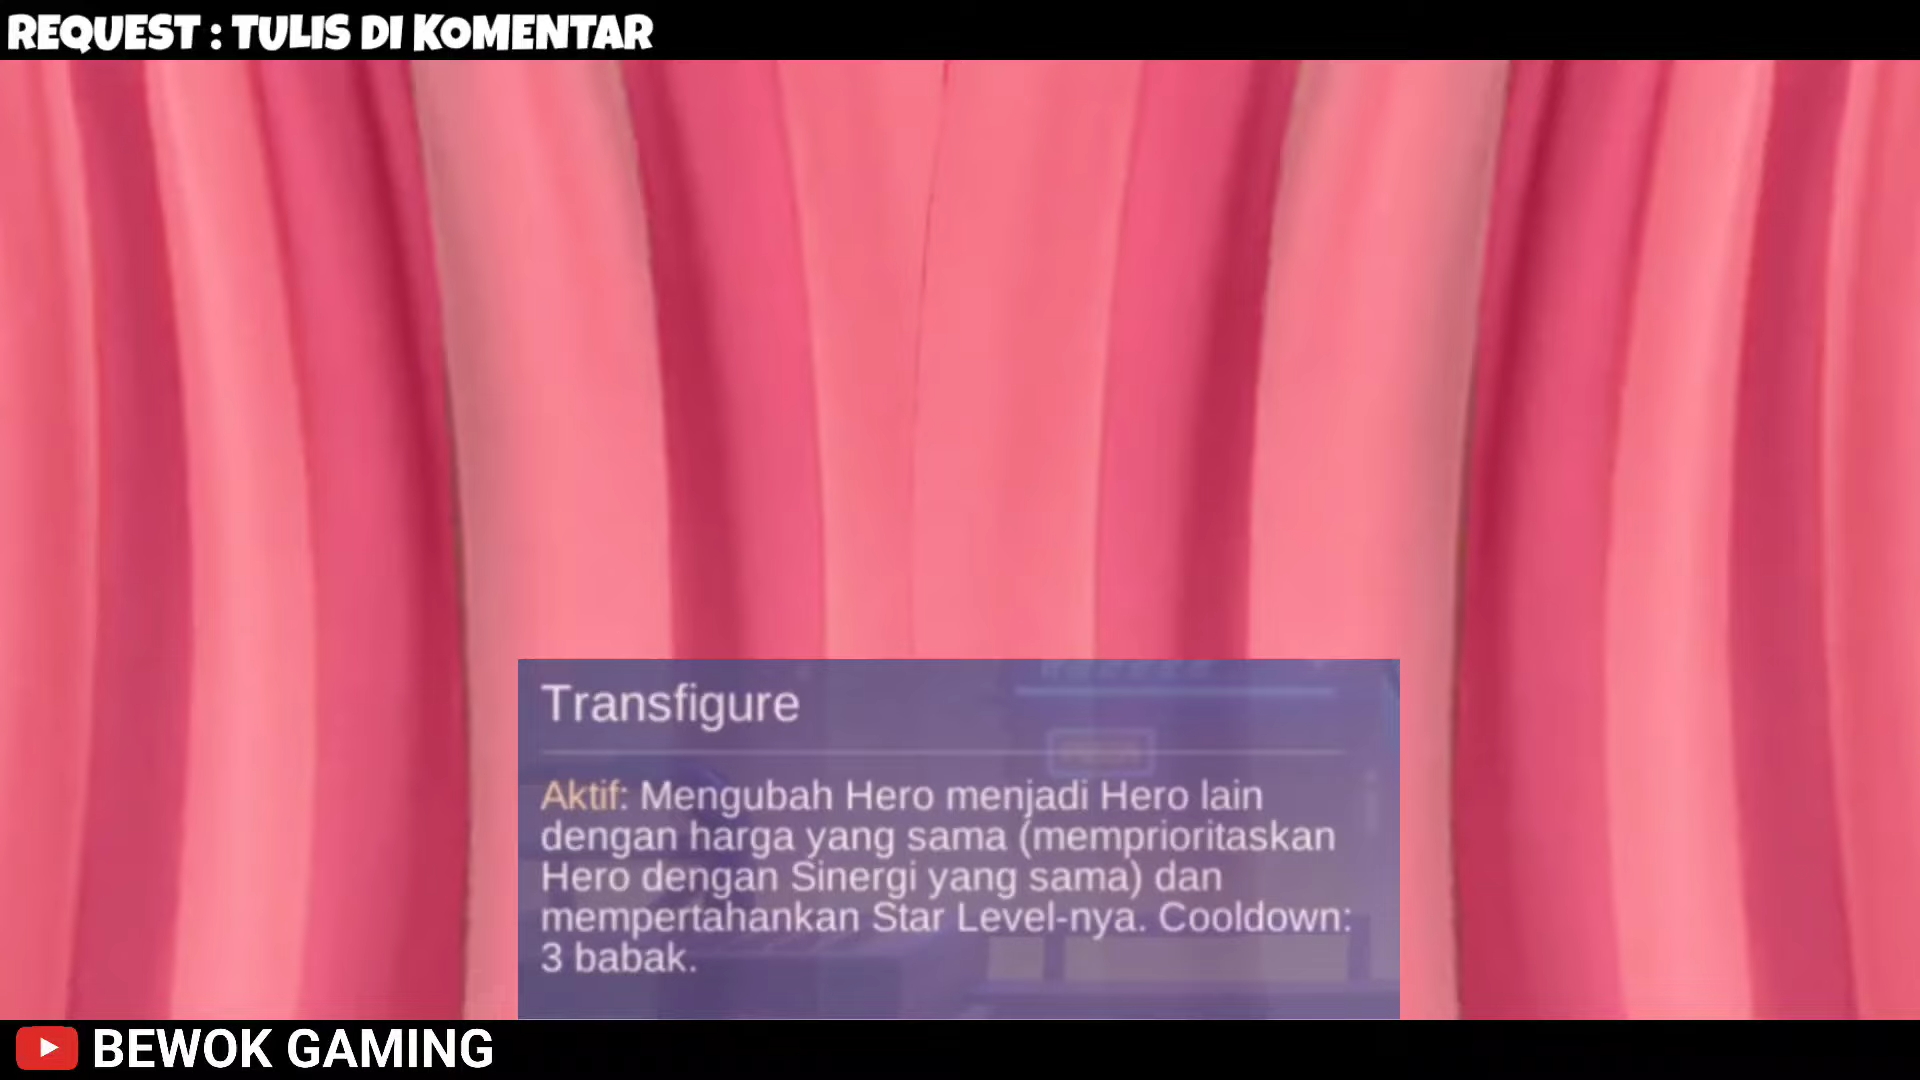 REQUEST : TULIS DI KOMENTAR
Transfigure
Aktif: Mengubah Hero menjadi Hero lain
dengan harga yang sama (memprioritaskan
Hero dengan Sinergi yang sama) dan
mempertahankan Star Level-nya. Cooldown:
3 babak.
BEWOK GAMING